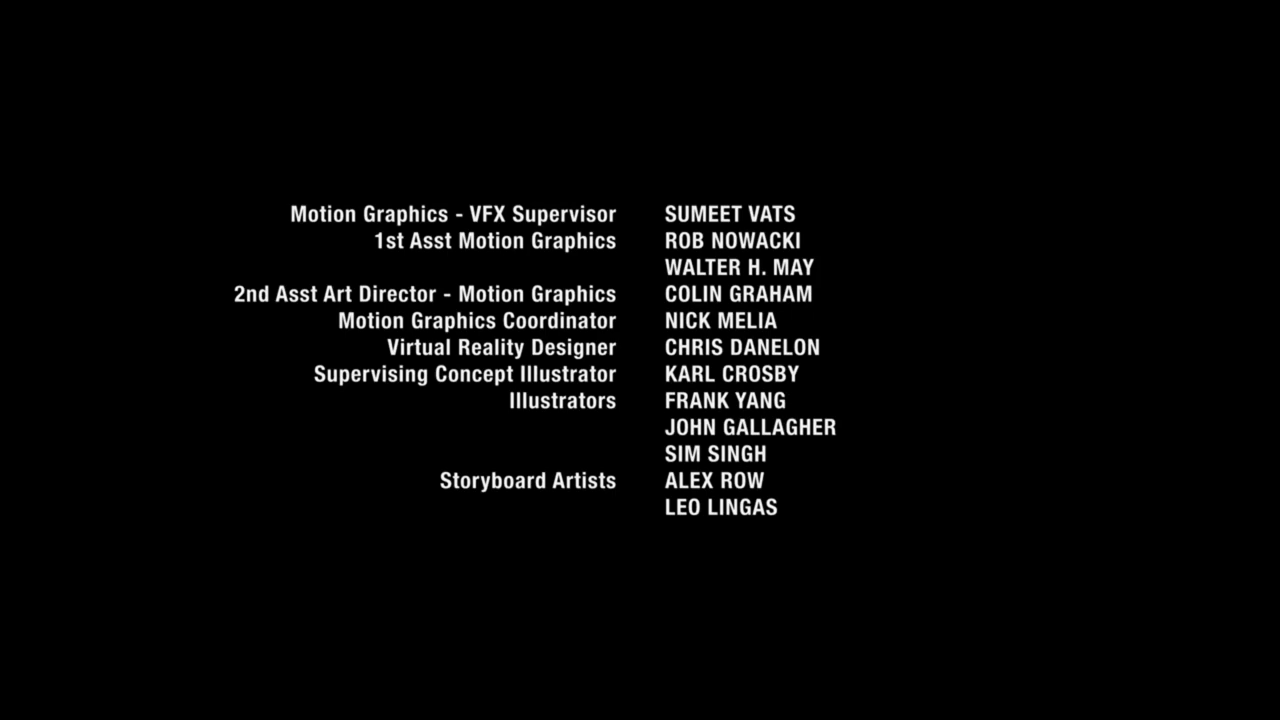 Motion Graphics - VFX Supervisor SUMEET VATS
1st Asst Motion Graphics ROB NOWACKI
WALTER H. MAY
2nd Asst Art Director - Motion Graphics COLIN GRAHAM
Motion Graphics Coordinator NICK MELIA
Virtual Reality Designer CHRIS DANELON
Supervising Concept Illustrator KARL CROSBY
Illustrators FRANK YANG
JOHN GALLAGHER
SIM SINGH
Storyboard Artists ALEX ROW
LEO LINGAS